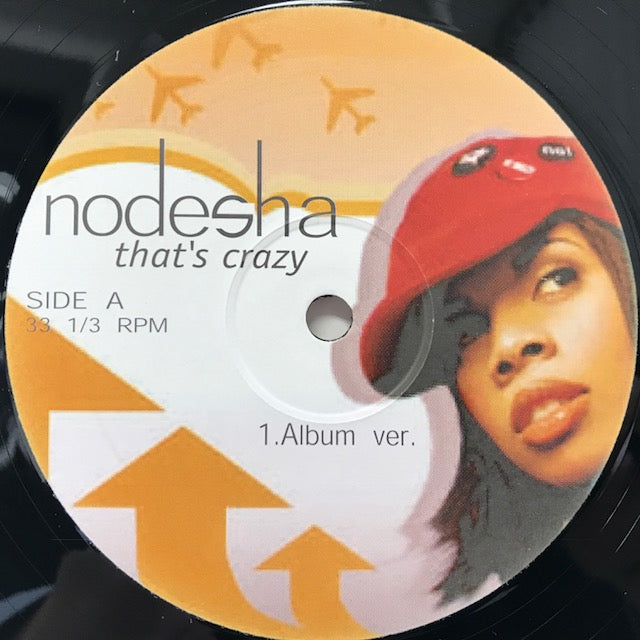 nodesha
that's crazy
SIDE A
33 1/3 RPM
1.Album ver.